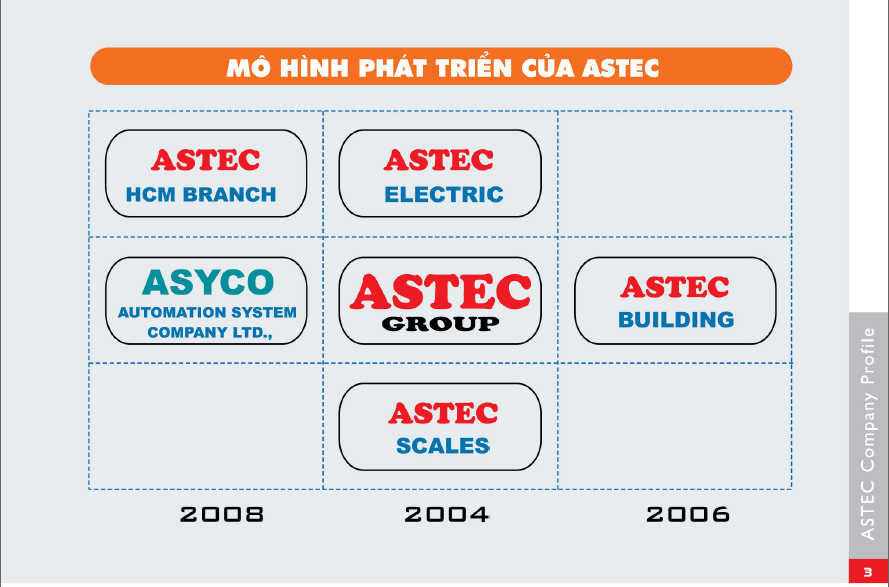 MÔ HÌNH PHÁT TRIỂN CỦA ASTEC
ASTEC
HCM BRANCH
ASTEC
ELECTRIC
ASYCO
AUTOMATION SYSTEM
COMPANY LTD.,
ASTEC
GROUP
ASTEC
BUILDING
ASTEC
SCALES
2008
2004
2006
ASTEC Company Profile
3